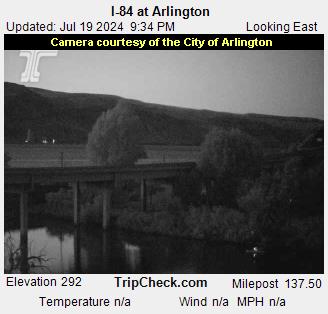 I-84 at Arlington
Updated: Jul 19 2024 9:34 PM Looking East
Camera courtesy of the City of Arlington
Elevation 292 TripCheck.com Milepost 137.50
Temperature n/a Wind n/a MPH n/a